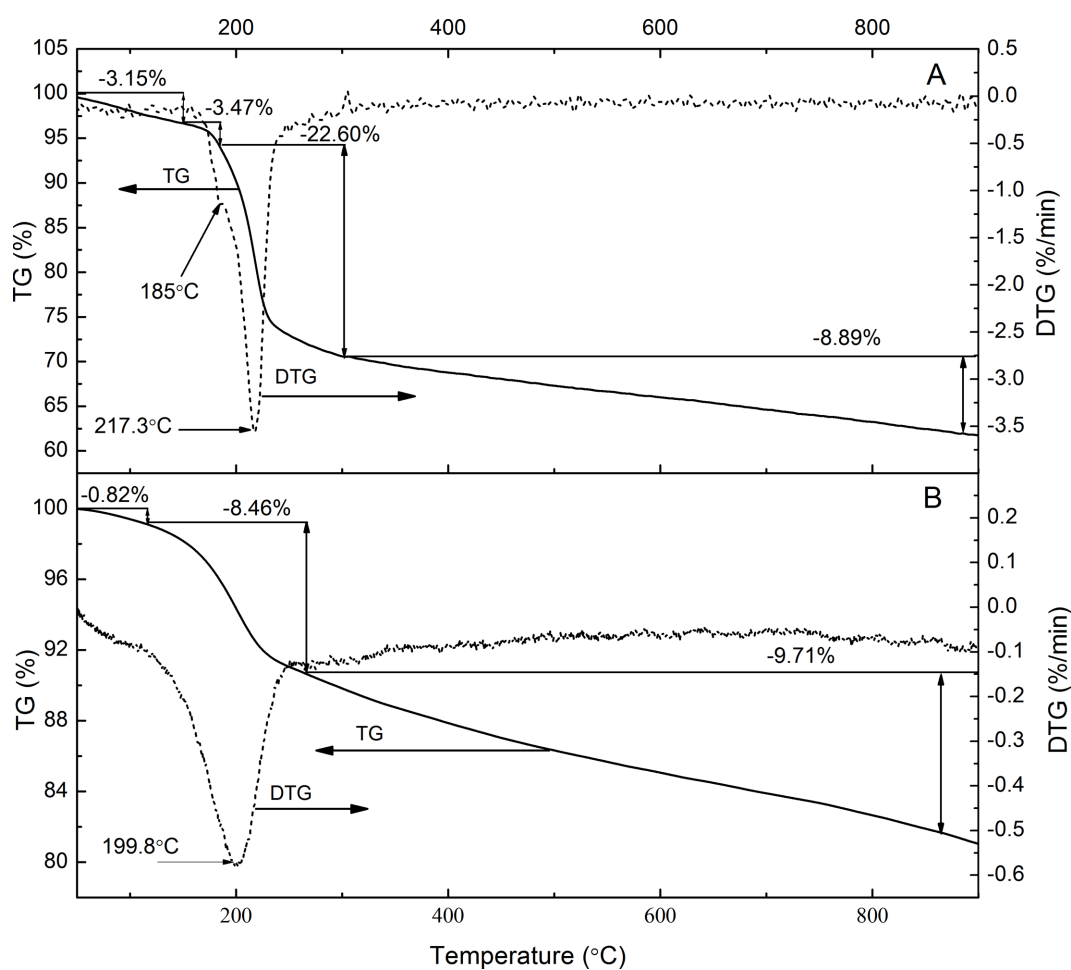 200 400 600 800
105 0.5
A
-3.15%
100 0.0
-3.47%
-22.60%
95 -0.5
TG
90 -1.0
87.5 -1.5
185°C
82.5 -2.0
TG (%)
DTG (%/min)
75 -2.5
-8.89%
70 -3.0
DTG
217.3°C
65 -3.5
60
B
-0.82%
-8.46%
100 0.2
0.1
96 0.0
92 -0.1
-9.71%
TG (%)
DTG (%/min)
-0.2
88 -0.3
TG
84 -0.4
DTG
-0.5
199.8°C
80 -0.6
200 400 600 800
Temperature (°C)